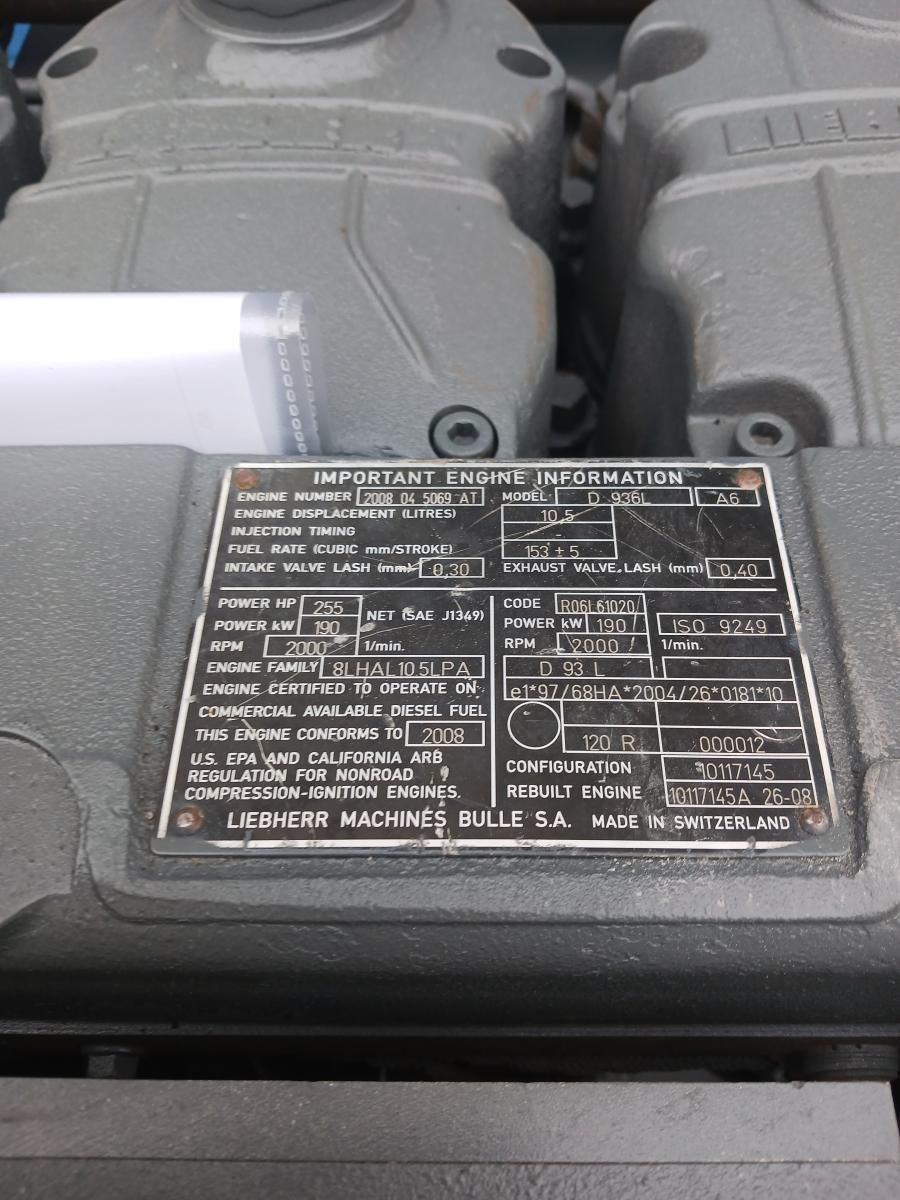 IMPORTANT ENGINE INFORMATION
ENGINE NUMBER 2008 04 5069 AT MODEL D 936L A6
ENGINE DISPLACEMENT (LITRES) 10,5
INJECTION TIMING -
FUEL RATE (CUBIC mm/STROKE) 153 ± 5
INTAKE VALVE LASH (mm) 0,30 EXHAUST VALVE LASH (mm) 0,40
POWER HP 255 NET (SAE J1349)
POWER kW 190
RPM 2000 1/min.
ENGINE FAMILY 8LHAL10.5LPA
ENGINE CERTIFIED TO OPERATE ON
COMMERCIAL AVAILABLE DIESEL FUEL
THIS ENGINE CONFORMS TO 2008
U.S. EPA AND CALIFORNIA ARB
REGULATION FOR NONROAD
COMPRESSION-IGNITION ENGINES.
CODE R06L61020
POWER kW 190 ISO 9249
RPM 2000 1/min.
D 93 L
e1*97/68HA*2004/26*0181*10
120 R 000012
CONFIGURATION 10117145
REBUILT ENGINE 10117145A 26-08
LIEBHERR MACHINES BULLE S.A. MADE IN SWITZERLAND